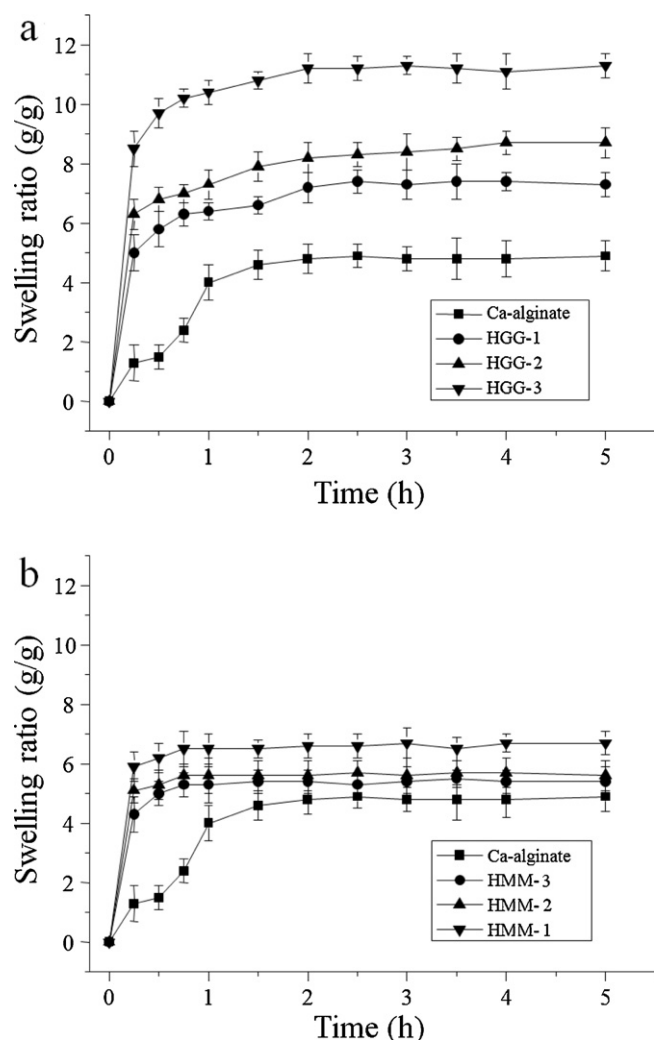 a
12
10
8
6
4
2
0
Swelling ratio (g/g)
Ca-alginate
HGG-1
HGG-2
HGG-3
0 1 2 3 4 5
Time (h)
b
12
10
8
6
4
2
0
Swelling ratio (g/g)
Ca-alginate
HMM-3
HMM-2
HMM-1
0 1 2 3 4 5
Time (h)